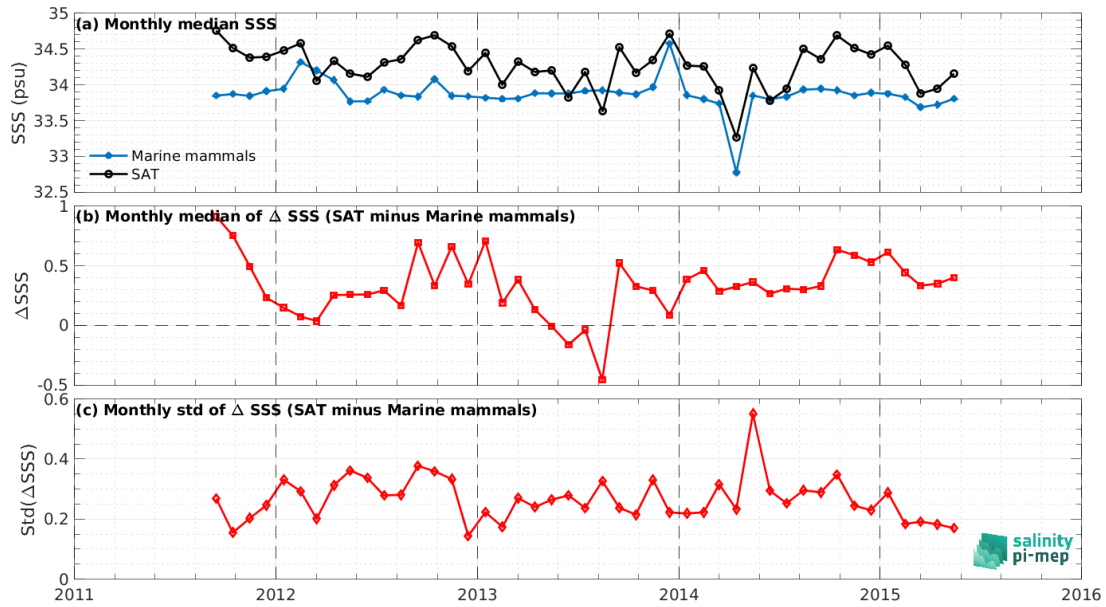 (a) Monthly median SSS
SSS (psu)
34.5
34
33.5
33
32.5
Marine mammals
SAT
(b) Monthly median of Δ SSS (SAT minus Marine mammals)
ΔSSS
1
0.5
0
-0.5
(c) Monthly std of Δ SSS (SAT minus Marine mammals)
Std(ΔSSS)
0.6
0.4
0.2
0
salinity
pi-mep
2011 2012 2013 2014 2015 2016